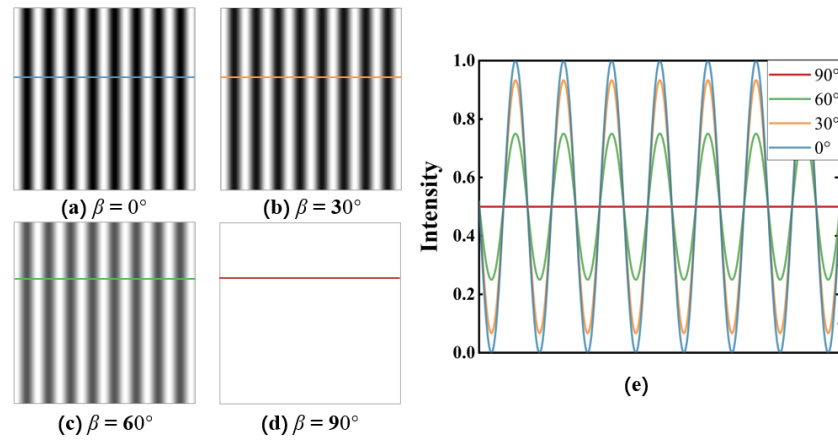 (a) β = 0°
(b) β = 30°
(c) β = 60°
(d) β = 90°
Intensity
1.0
0.8
0.6
0.4
0.2
0.0
90°
60°
30°
0°
(e)